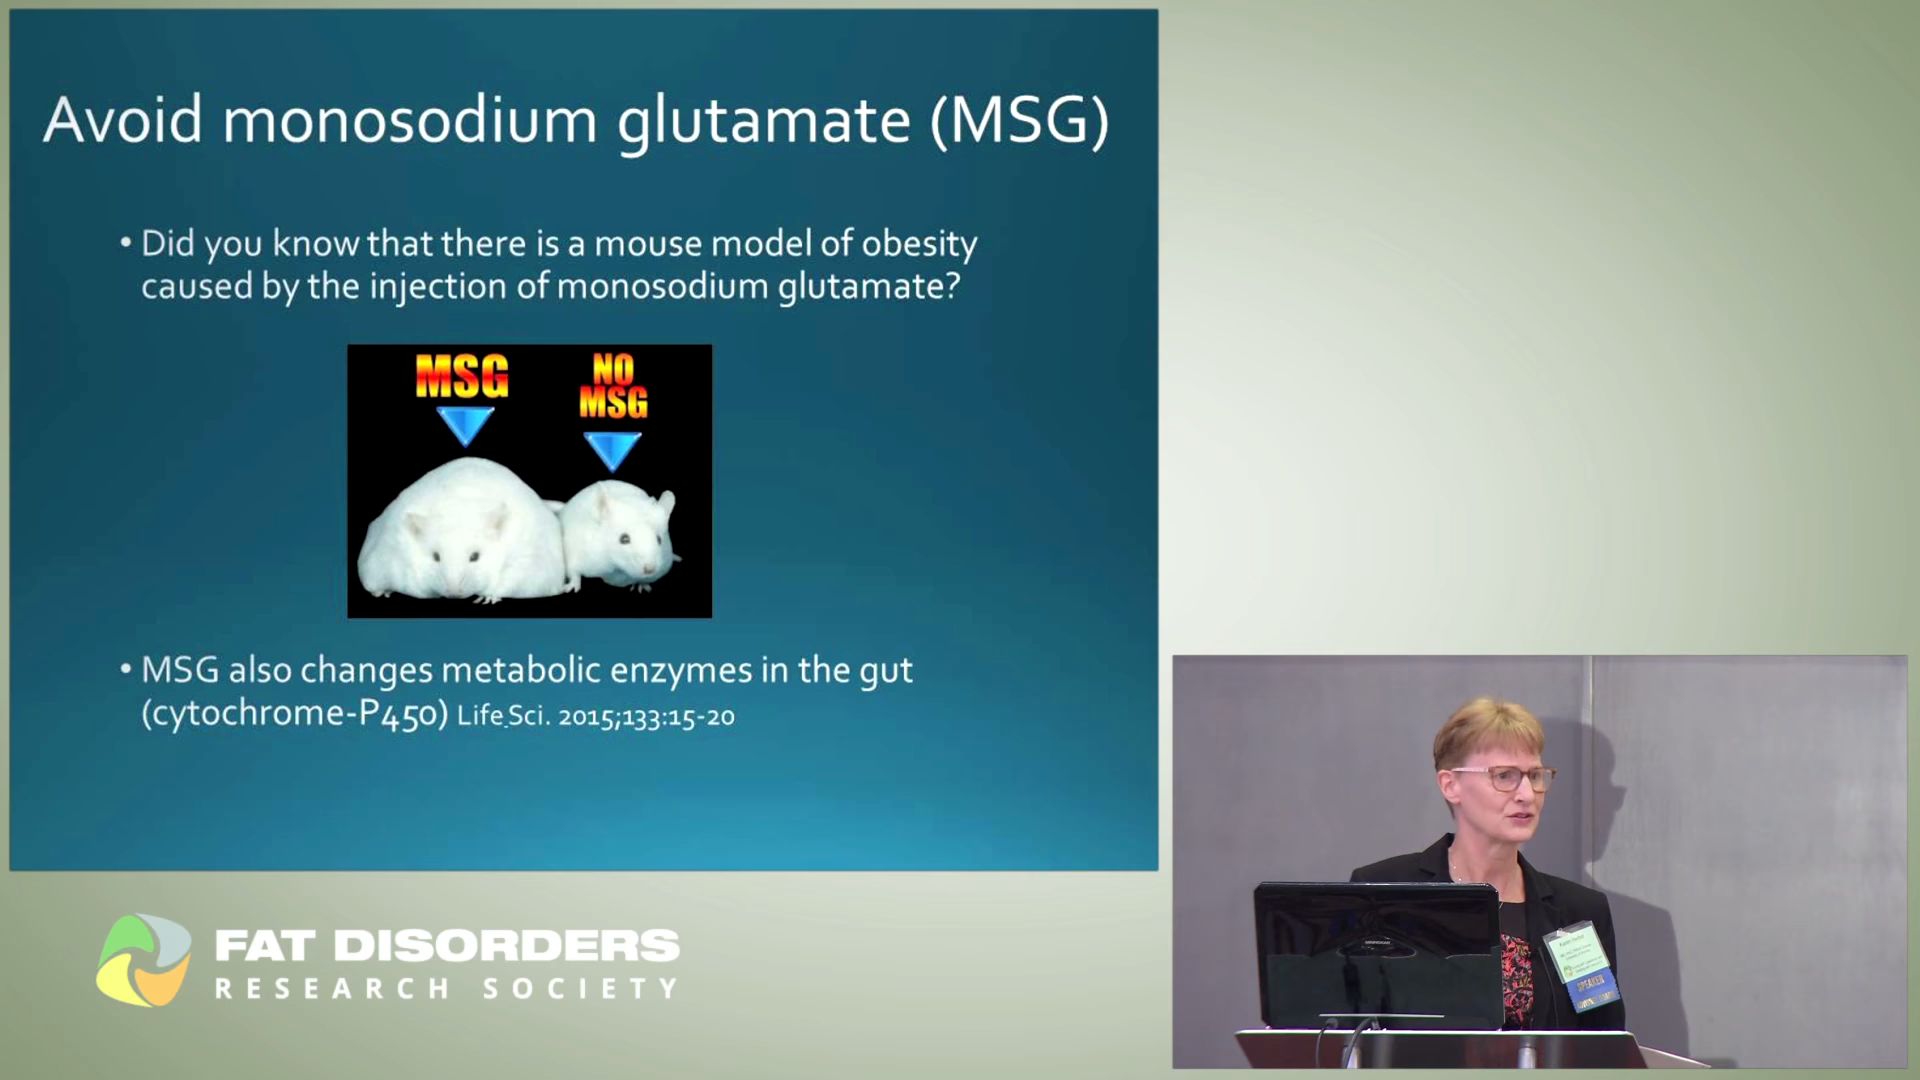 Avoid monosodium glutamate (MSG)
• Did you know that there is a mouse model of obesity
caused by the injection of monosodium glutamate?
MSG
NO
MSG
• MSG also changes metabolic enzymes in the gut
(cytochrome-P450) Life Sci. 2015;133:15-20
FAT DISORDERS
RESEARCH SOCIETY
SPEAKER